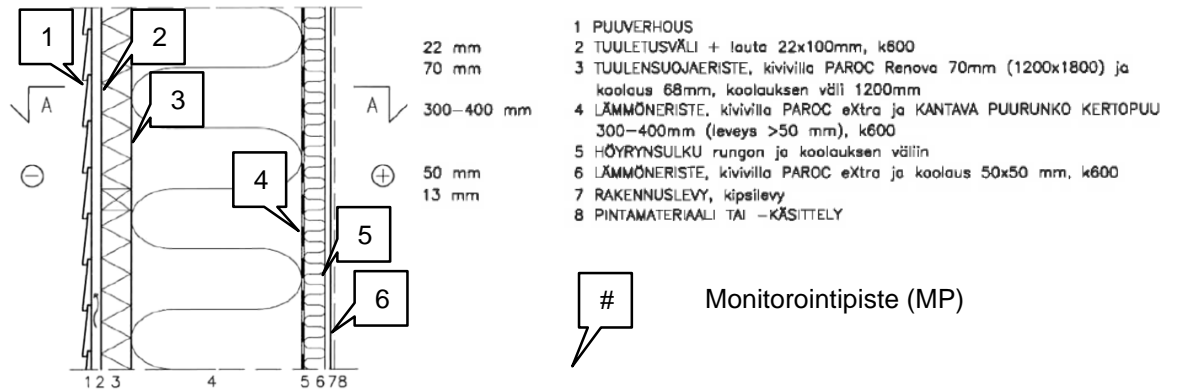 1
2
3
4
5
6
A
A
1 2 3
4
5 6 7 8
22 mm
70 mm
300-400 mm
50 mm
13 mm
1 PUUVERHOUS
2 TUULETUSVÄLI + lauta 22x100mm, k600
3 TUULENSUOJAERISTE, kivivilla PAROC Renova 70mm (1200x1800) ja
koolaus 68mm, koolauksen väli 1200mm
4 LÄMMÖNERISTE, kivivilla PAROC eXtra ja KANTAVA PUURUNKO KERTOPUU
300-400mm (leveys >50 mm), k600
5 HÖYRYNSULKU rungon ja koolauksen väliin
6 LÄMMÖNERISTE, kivivilla PAROC eXtra ja koolaus 50x50 mm, k600
7 RAKENNUSLEVY, kipsilevy
8 PINTAMATERIAALI TAI -KÄSITTELY
# Monitorointipiste (MP)